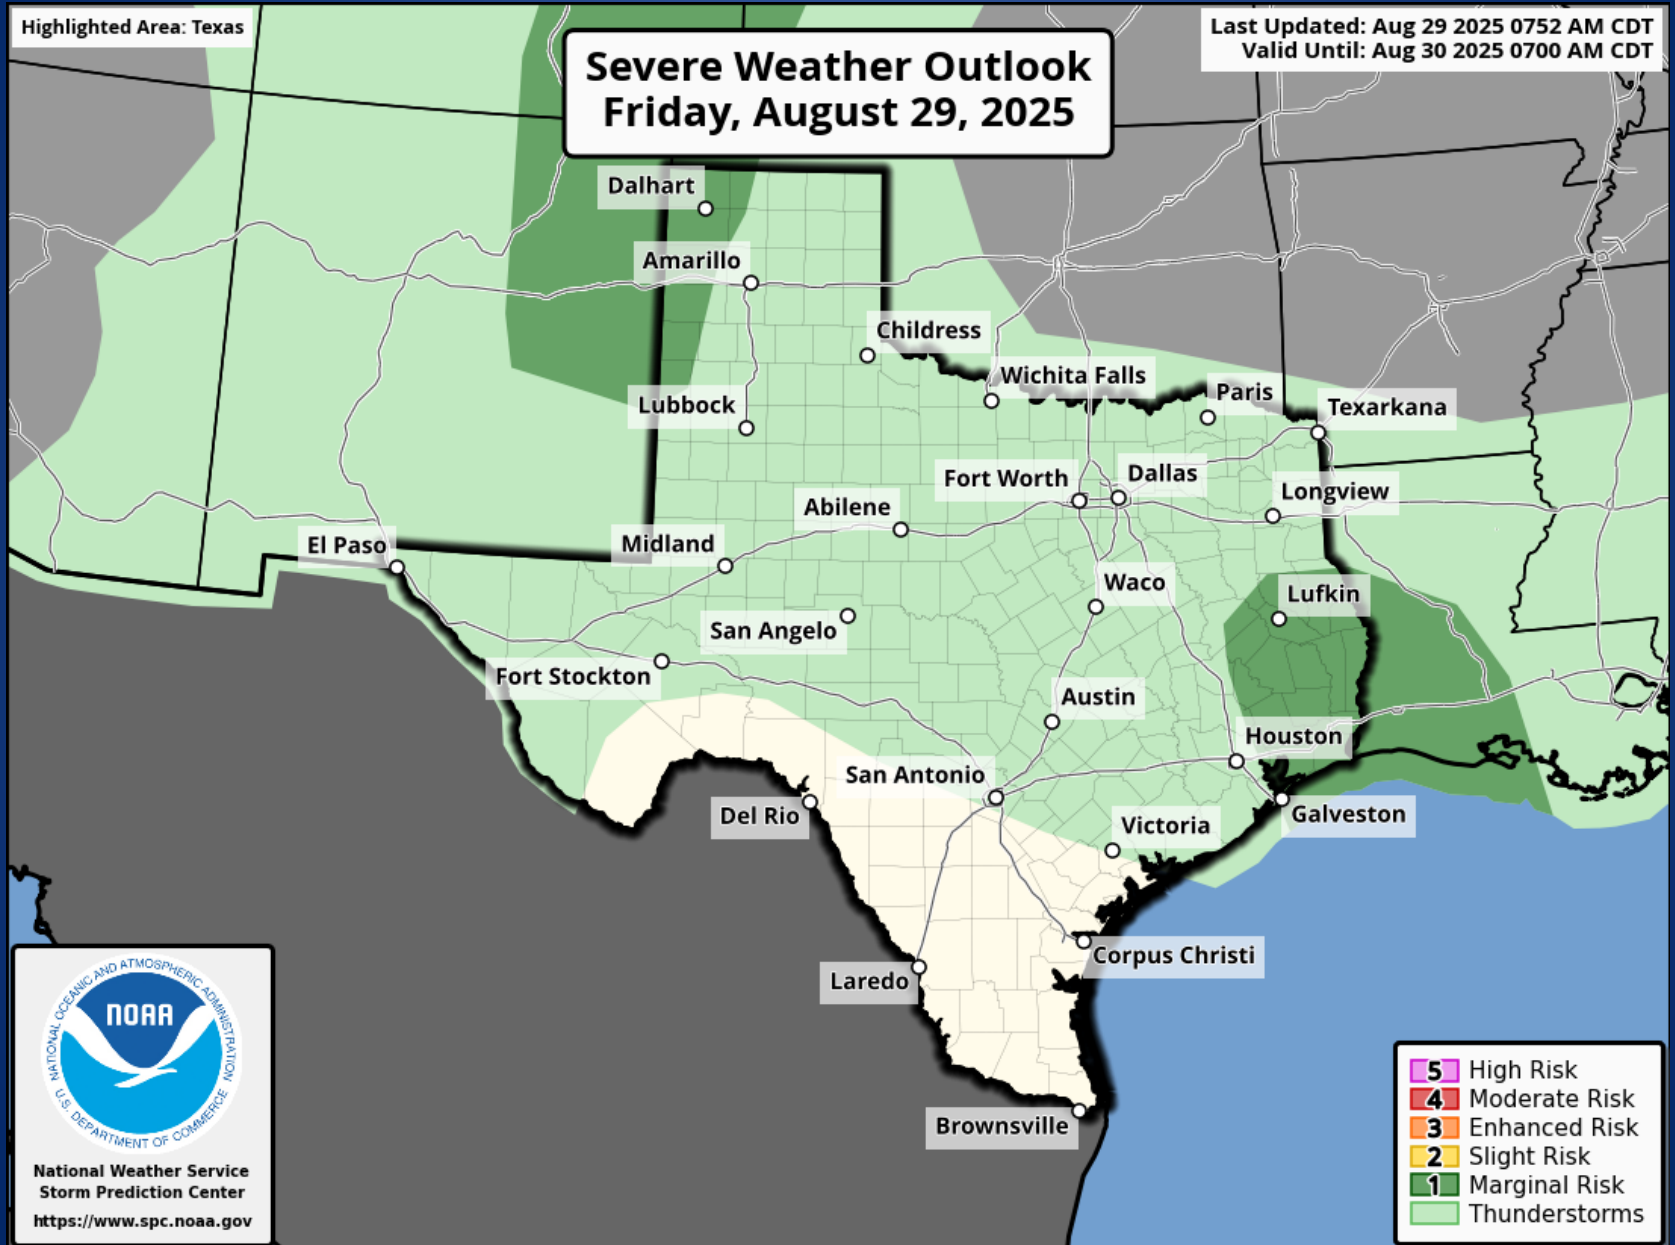 Highlighted Area: Texas
Severe Weather Outlook
Friday, August 29, 2025
Last Updated: Aug 29 2025 0752 AM CDT
Valid Until: Aug 30 2025 0700 AM CDT
Dalhart
Amarillo
Childress
Wichita Falls
Paris
Texarkana
Lubbock
Fort Worth
Dallas
Longview
Abilene
El Paso
Midland
Waco
Lufkin
San Angelo
Fort Stockton
Austin
Houston
San Antonio
Del Rio
Galveston
Victoria
Corpus Christi
Laredo
Brownsville
NATIONAL OCEANIC AND ATMOSPHERIC ADMINISTRATION
NOAA
U.S. DEPARTMENT OF COMMERCE
National Weather Service
Storm Prediction Center
https://www.spc.noaa.gov
5 High Risk
4 Moderate Risk
3 Enhanced Risk
2 Slight Risk
1 Marginal Risk
Thunderstorms